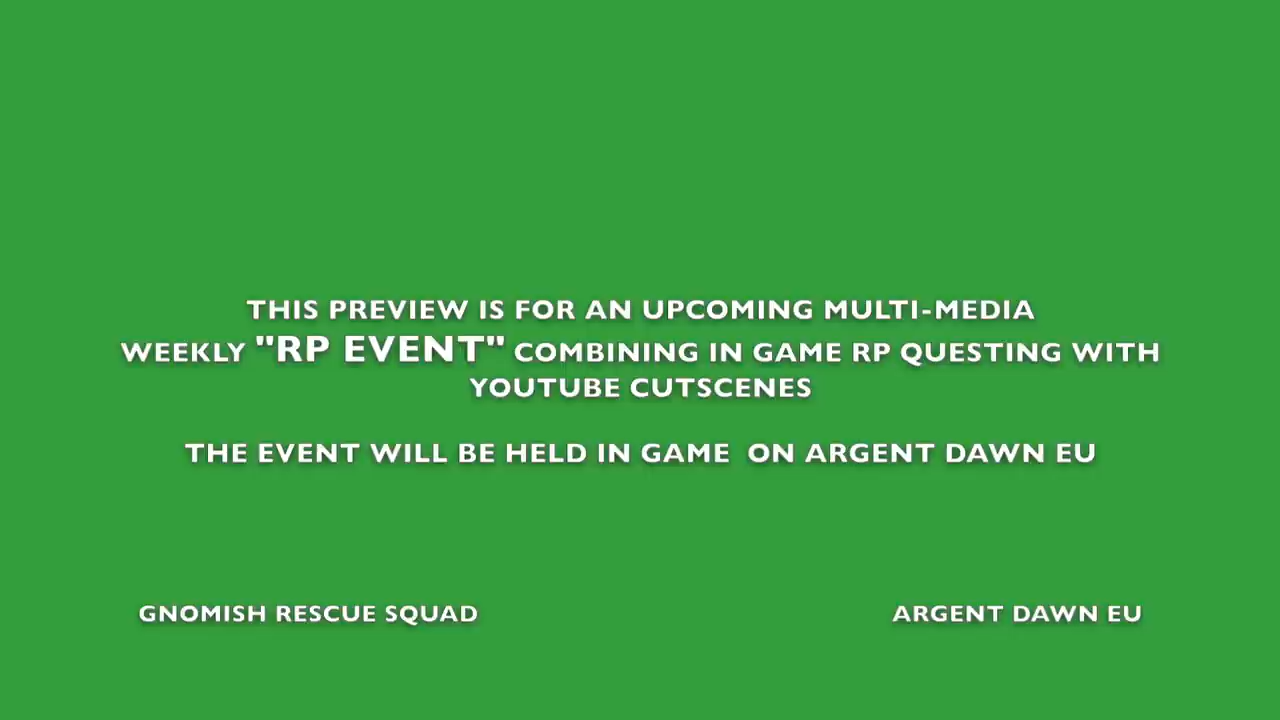 THIS PREVIEW IS FOR AN UPCOMING MULTI-MEDIA
WEEKLY "RP EVENT" COMBINING IN GAME RP QUESTING WITH
YOUTUBE CUTSCENES
THE EVENT WILL BE HELD IN GAME ON ARGENT DAWN EU
GNOMISH RESCUE SQUAD
ARGENT DAWN EU